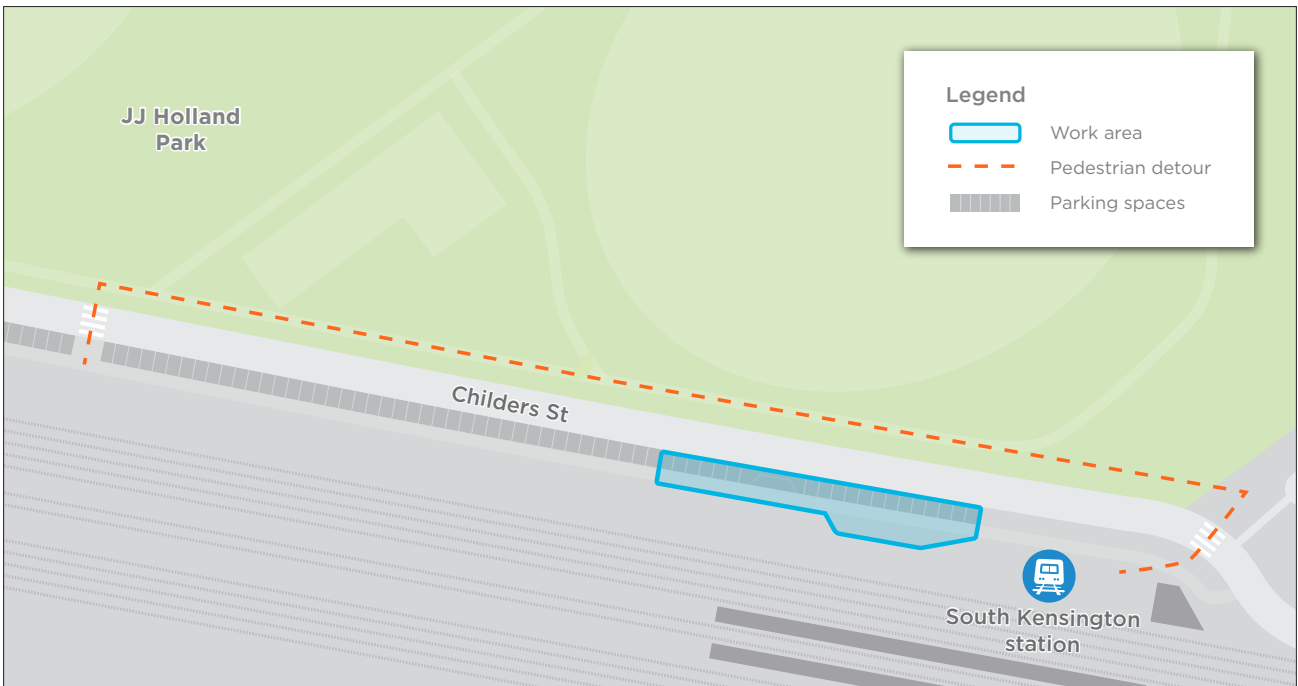 JJ Holland
Park
Legend
Work area
Pedestrian detour
Parking spaces
Childers St
South Kensington
station